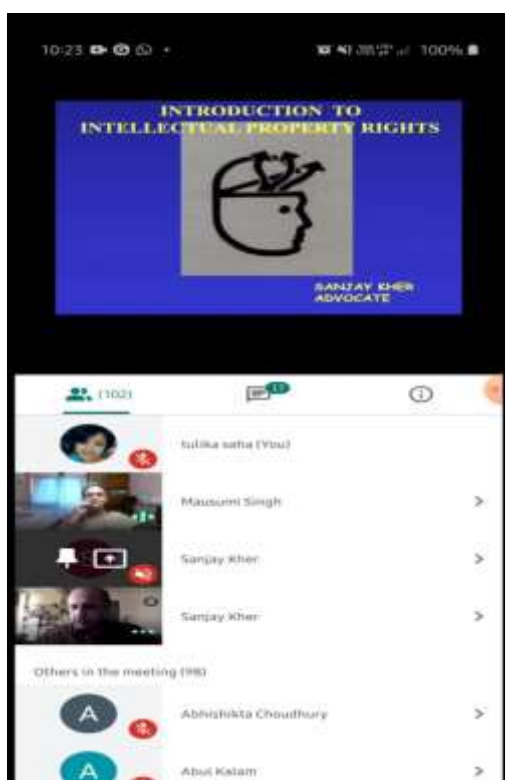 10:23
100%
INTRODUCTION TO
INTELLECTUAL PROPERTY RIGHTS
SANJAY KHER
ADVOCATE
(102)
tulika saha (You)
Mausumi Singh
Sanjay Kher
Sanjay Kher
Others in the meeting (98)
A
Abhishikta Choudhury
A
Abul Kalam